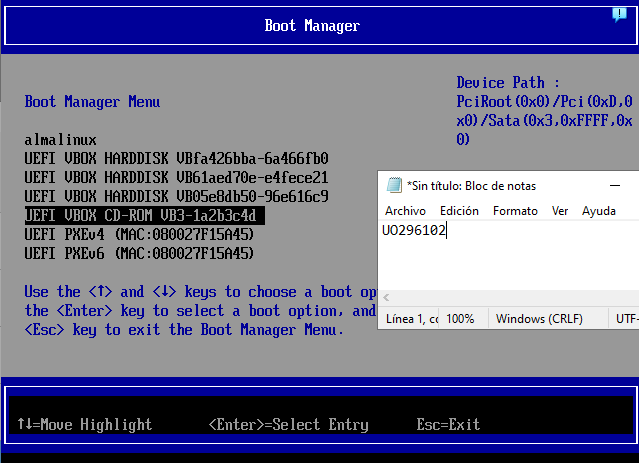 Boot Manager
Device Path :
PciRoot(0x0)/Pci(0xD,0
x0)/Sata(0x3,0xFFFF,0x
0)
Boot Manager Menu
almalinux
UEFI VBOX HARDDISK VBfa426bba-6a466fb0
UEFI VBOX HARDDISK VB61aed70e-e4fece21
UEFI VBOX HARDDISK VB05e8db50-96e616c9
UEFI VBOX CD-ROM VB3-1a2b3c4d
UEFI PXEv4 (MAC:080027F15A45)
UEFI PXEv6 (MAC:080027F15A45)
Use the <↑> and <↓> keys to choose a boot op
the <Enter> key to select a boot option, and
<Esc> key to exit the Boot Manager Menu.
*Sin título: Bloc de notas
Archivo Edición Formato Ver Ayuda
UO296102
Línea 1, cc 100% Windows (CRLF) UTF-
↑↓=Move Highlight <Enter>=Select Entry Esc=Exit